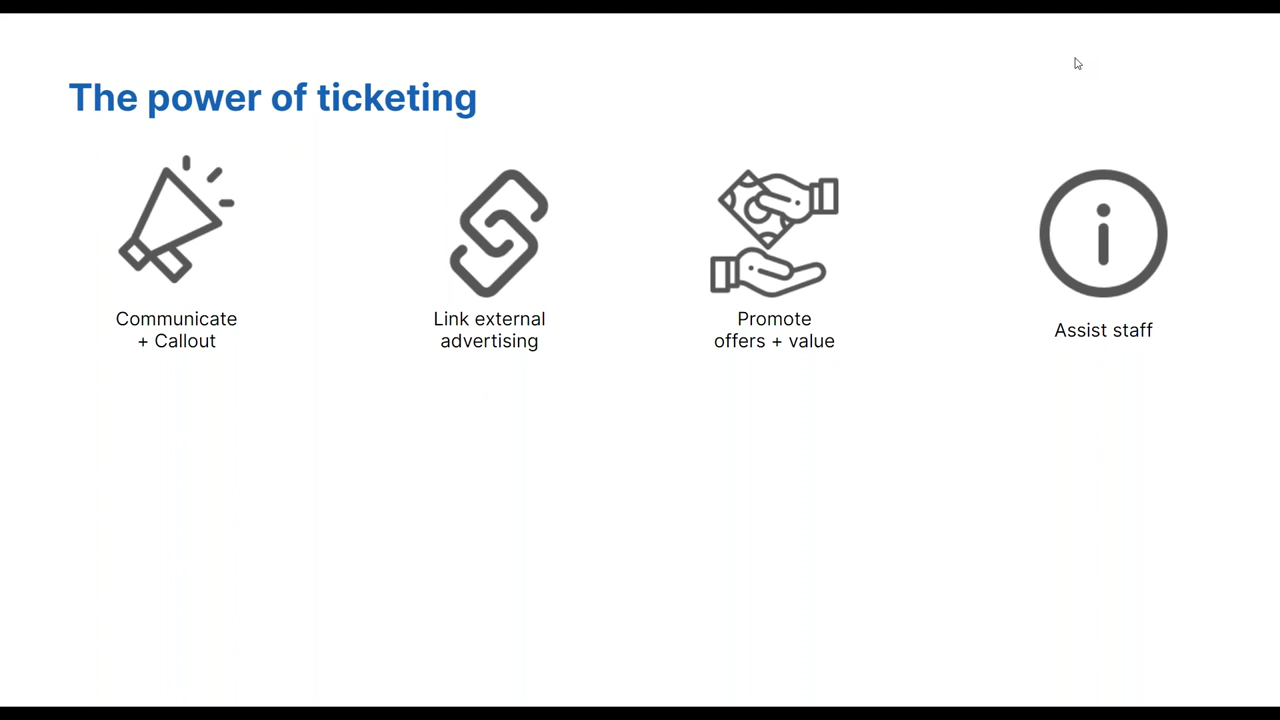 The power of ticketing
Communicate
+ Callout
Link external
advertising
Promote
offers + value
Assist staff